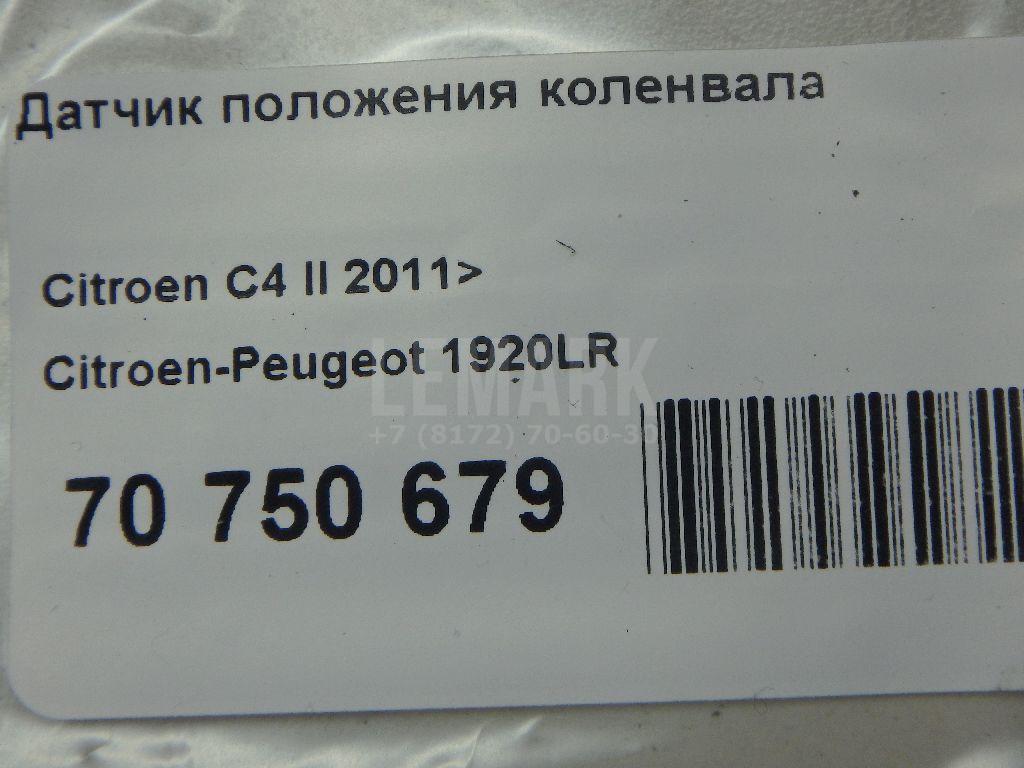 Датчик положения коленвала
Citroen C4 II 2011>
Citroen-Peugeot 1920LR
LEMARK
+7 (8172) 70-60-30
70 750 679